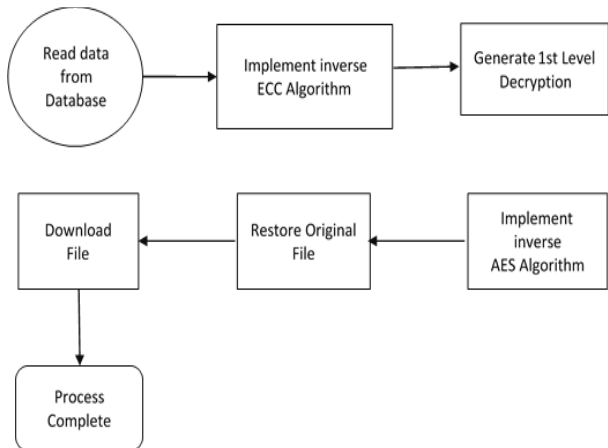 Read data
from
Database
Implement inverse
ECC Algorithm
Generate 1st Level
Decryption
Download
File
Restore Original
File
Implement
inverse
AES Algorithm
Process
Complete